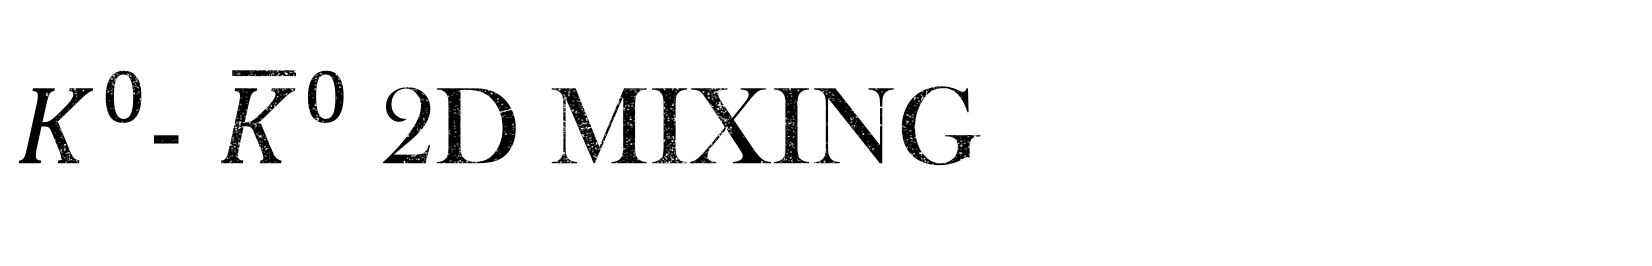 K⁰- K̅⁰ 2D MIXING